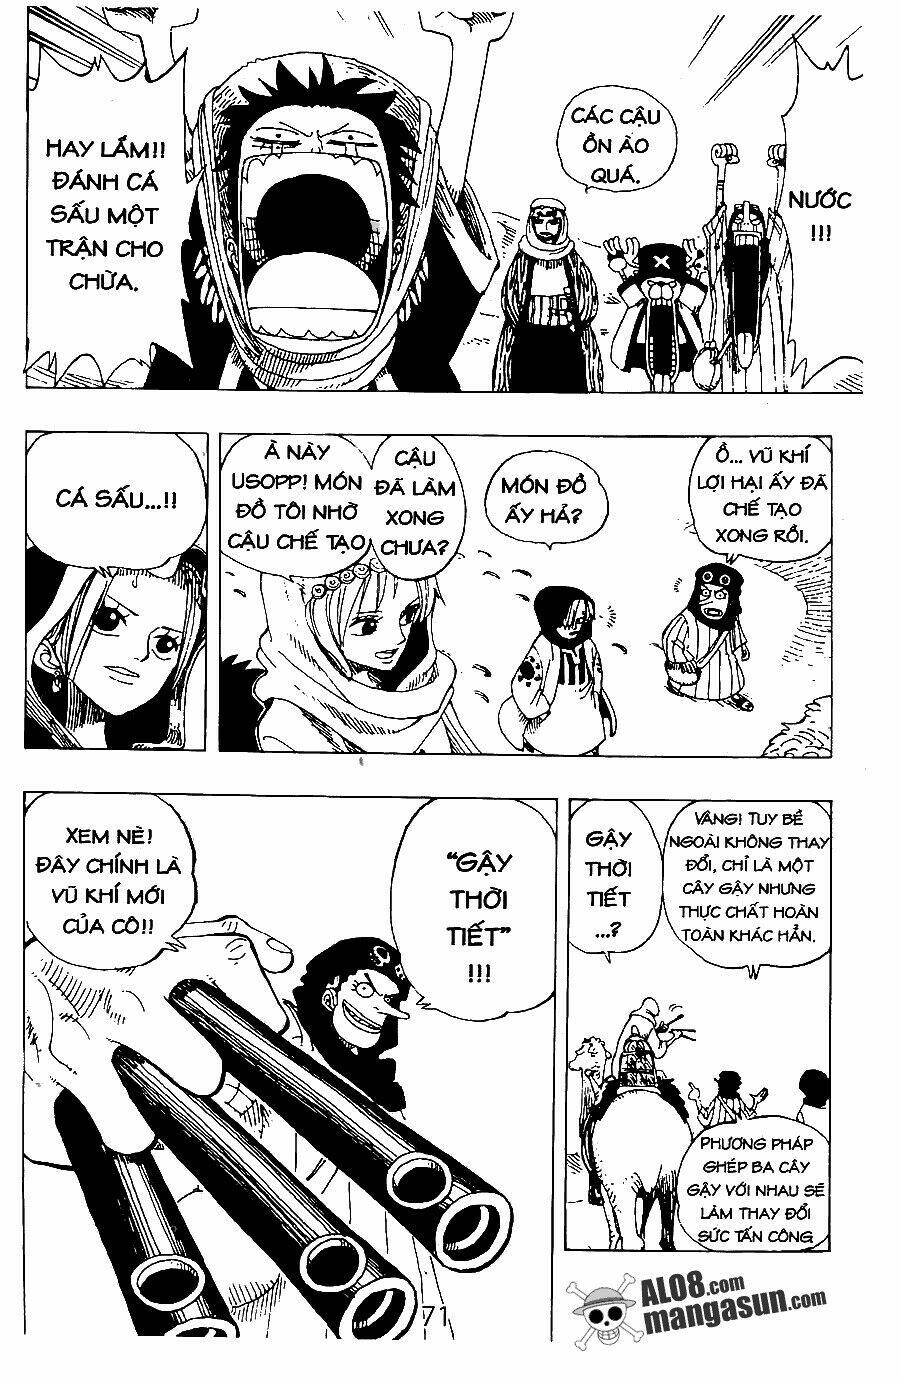 HAY LẮM!!
ĐÁNH CÁ
SẤU MỘT
TRẬN CHO
CHỪA.
CÁC CẬU
ỒN ÀO
QUÁ.
NƯỚC
!!!
CÁ SẤU...!!
À NÀY
USOPP! MÓN
ĐỒ TÔI NHỜ
CẬU CHẾ TẠO
CẬU
ĐÃ LÀM
XONG
CHƯA?
MÓN ĐỒ
ẤY HẢ?
Ồ... VŨ KHÍ
LỢI HẠI ẤY ĐÃ
CHẾ TẠO
XONG RỒI.
XEM NÈ!
ĐÂY CHÍNH LÀ
VŨ KHÍ MỚI
CỦA CÔ!!
"GẬY
THỜI
TIẾT"
!!!
GẬY
THỜI
TIẾT
...?
VÂNG! TUY BỀ
NGOÀI KHÔNG THAY
ĐỔI, CHỈ LÀ MỘT
CÂY GẬY NHƯNG
THỰC CHẤT HOÀN
TOÀN KHÁC HẲN.
PHƯƠNG PHÁP
GHÉP BA CÂY
GẬY VỚI NHAU SẼ
LÀM THAY ĐỔI
SỨC TẤN CÔNG
71
AL08.com
mangasun.com